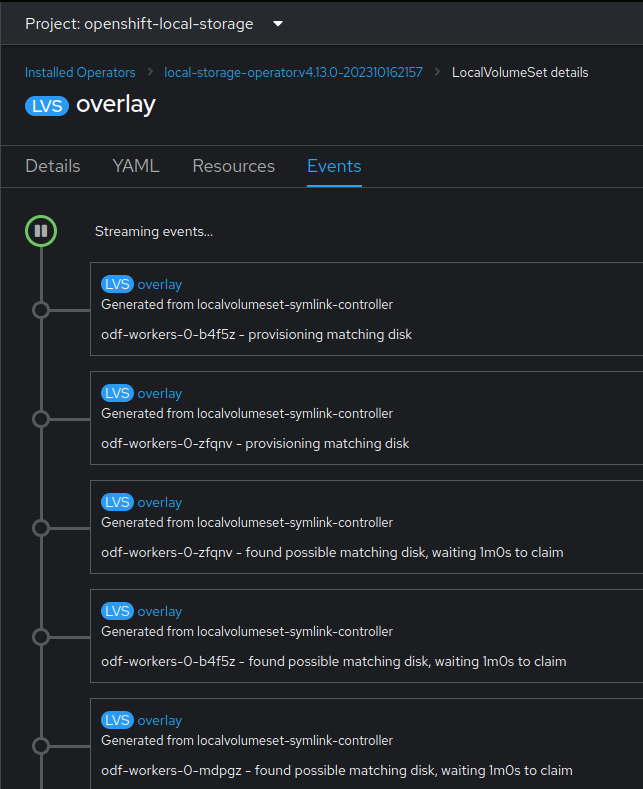 Project: openshift-local-storage
Installed Operators > local-storage-operator.v4.13.0-202310162157 > LocalVolumeSet details
LVS overlay
Details YAML Resources Events
Streaming events...
LVS overlay
Generated from localvolumeset-symlink-controller
odf-workers-0-b4f5z - provisioning matching disk
LVS overlay
Generated from localvolumeset-symlink-controller
odf-workers-0-zfqnv - provisioning matching disk
LVS overlay
Generated from localvolumeset-symlink-controller
odf-workers-0-zfqnv - found possible matching disk, waiting 1m0s to claim
LVS overlay
Generated from localvolumeset-symlink-controller
odf-workers-0-b4f5z - found possible matching disk, waiting 1m0s to claim
LVS overlay
Generated from localvolumeset-symlink-controller
odf-workers-0-mdpgz - found possible matching disk, waiting 1m0s to claim